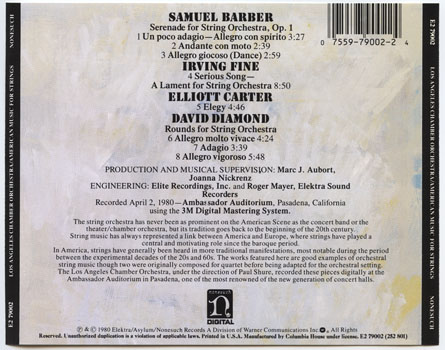 SAMUEL BARBER
Serenade for String Orchestra, Op. 1
1 Un poco adagio—Allegro con spirito 3:27
2 Andante con moto 2:39
3 Allegro giocoso (Dance) 2:59
IRVING FINE
4 Serious Song—
A Lament for String Orchestra 8:50
ELLIOTT CARTER
5 Elegy 4:46
DAVID DIAMOND
Rounds for String Orchestra
6 Allegro molto vivace 4:24
7 Adagio 3:39
8 Allegro vigoroso 5:48
0 7559-79002-2 4
PRODUCTION AND MUSICAL SUPERVISION: Marc J. Aubort,
Joanna Nickrenz
ENGINEERING: Elite Recordings, Inc. and Roger Mayer, Elektra Sound
Recorders
Recorded April 2, 1980—Ambassador Auditorium, Pasadena, California
using the 3M Digital Mastering System.
The string orchestra has never been as prominent on the American Scene as the concert band or the
theater/chamber orchestra, but its tradition goes back to the beginning of the 20th century.
String music has always represented a link between America and Europe, where strings have played a
central and motivating role since the baroque period.
In America, strings have generally been heard in more traditional manifestations, most notable during the period
between the experimental decades of the 20s and 60s. The works featured here are good examples of orchestral
string music though two were originally composed for quartet before being adapted for the orchestral setting.
The Los Angeles Chamber Orchestra, under the direction of Paul Shure, recorded these pieces digitally at the
Ambassador Auditorium in Pasadena, one of the most renowned of the new generation of concert halls.
NONESUCH
DIGITAL
℗ & © 1980 Elektra/Asylum/Nonesuch Records A Division of Warner Communications Inc. All Rights
Reserved. Unauthorized duplication is a violation of applicable laws. Printed in U.S.A. Manufactured by Columbia House under license. E2 79002 (282 801)
NONESUCH
LOS ANGELES CHAMBER ORCHESTRA/AMERICAN MUSIC FOR STRINGS
E2 79002
E2 79002
LOS ANGELES CHAMBER ORCHESTRA/AMERICAN MUSIC FOR STRINGS
NONESUCH